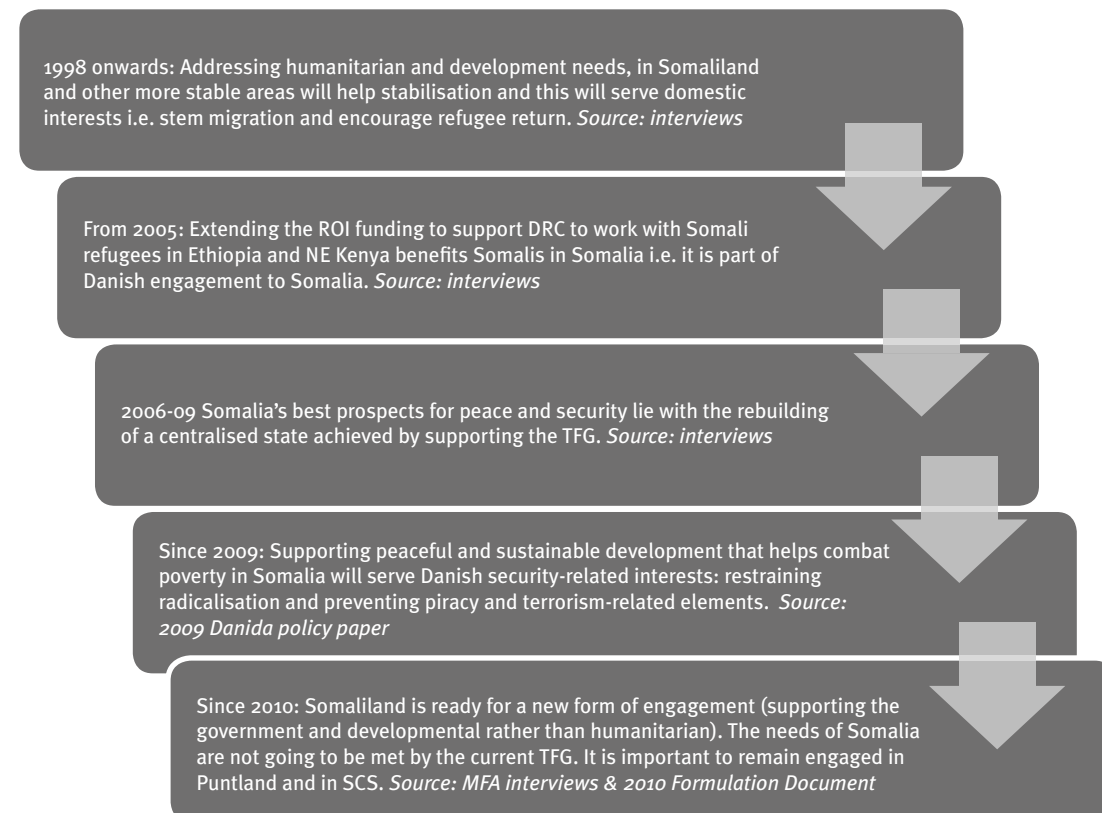 1998 onwards: Addressing humanitarian and development needs, in Somaliland
and other more stable areas will help stabilisation and this will serve domestic
interests i.e. stem migration and encourage refugee return. Source: interviews
From 2005: Extending the ROI funding to support DRC to work with Somali
refugees in Ethiopia and NE Kenya benefits Somalis in Somalia i.e. it is part of
Danish engagement to Somalia. Source: interviews
2006-09 Somalia's best prospects for peace and security lie with the rebuilding
of a centralised state achieved by supporting the TFG. Source: interviews
Since 2009: Supporting peaceful and sustainable development that helps combat
poverty in Somalia will serve Danish security-related interests: restraining
radicalisation and preventing piracy and terrorism-related elements. Source:
2009 Danida policy paper
Since 2010: Somaliland is ready for a new form of engagement (supporting the
government and developmental rather than humanitarian). The needs of Somalia
are not going to be met by the current TFG. It is important to remain engaged in
Puntland and in SCS. Source: MFA interviews & 2010 Formulation Document